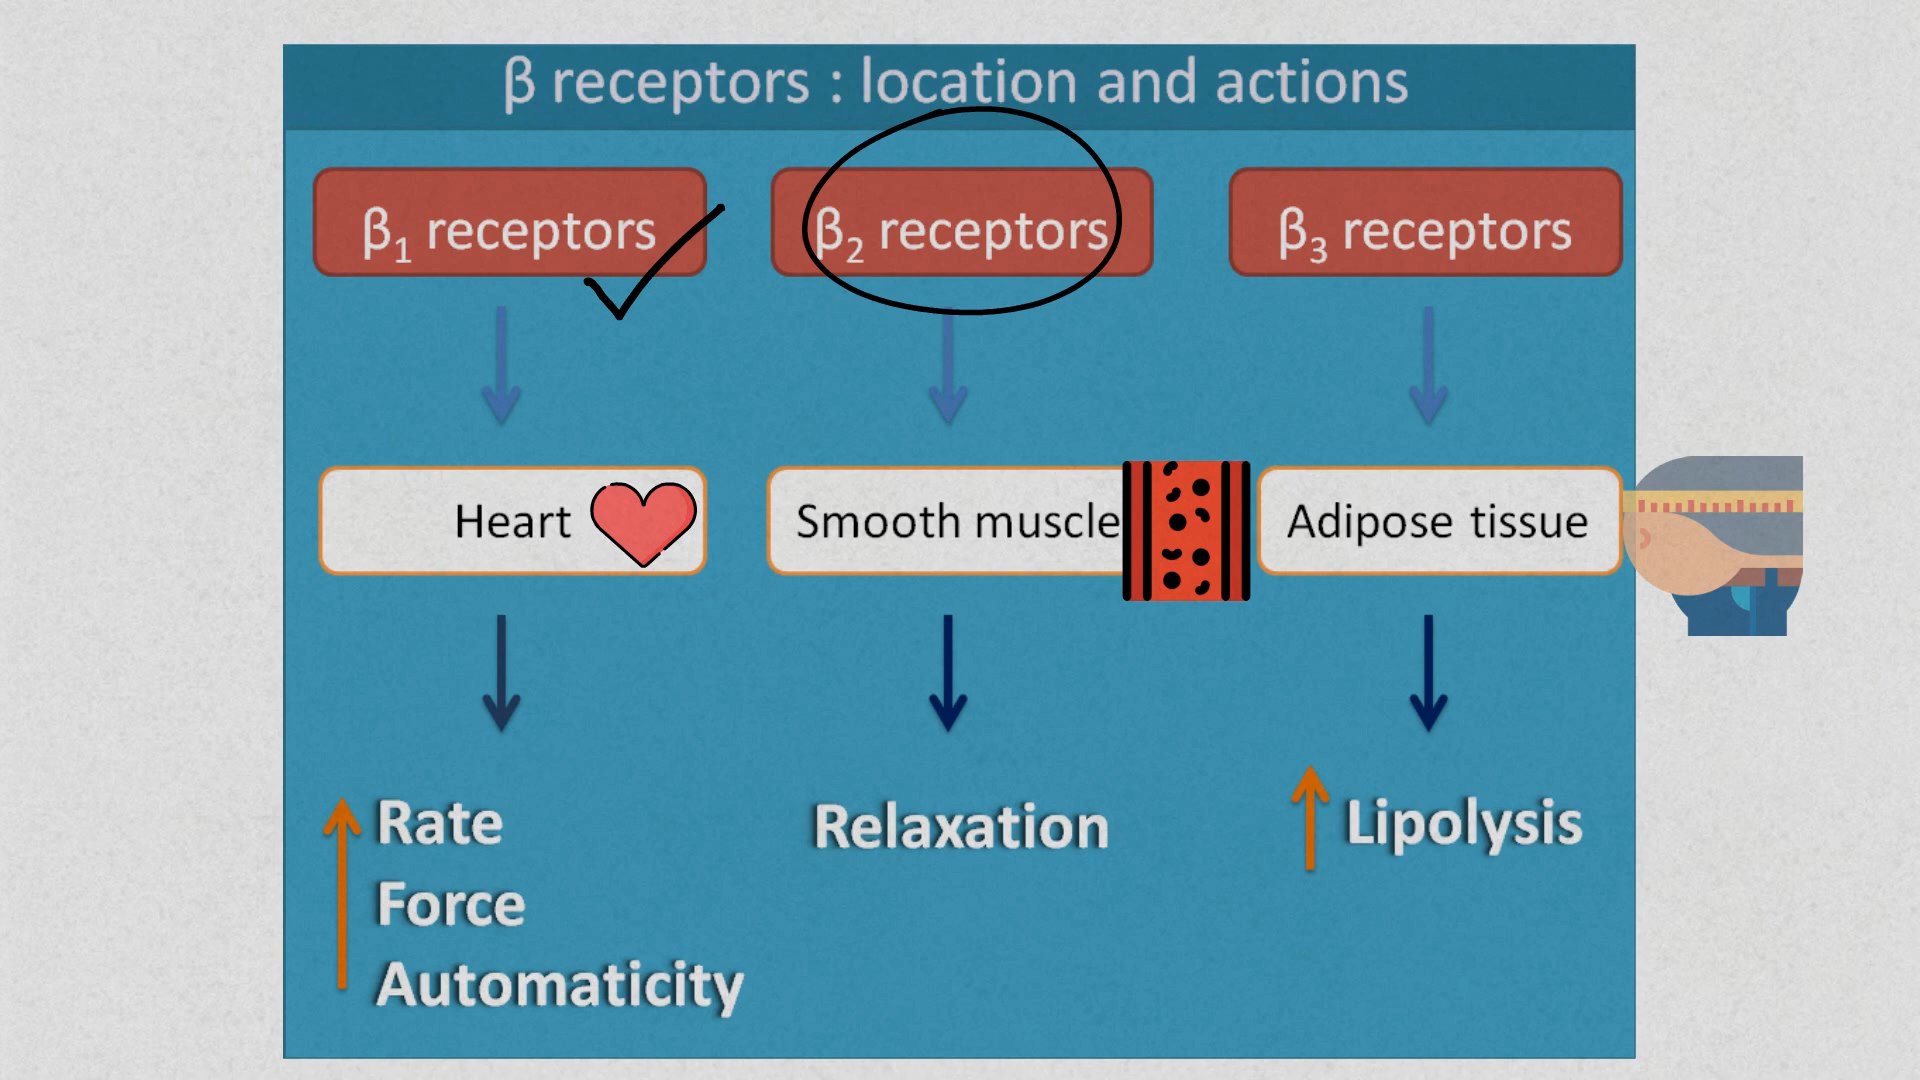 β receptors : location and actions
β₁ receptors
β₂ receptors
β₃ receptors
Heart
Smooth muscle
Adipose tissue
Rate
Force
Automaticity
Relaxation
Lipolysis